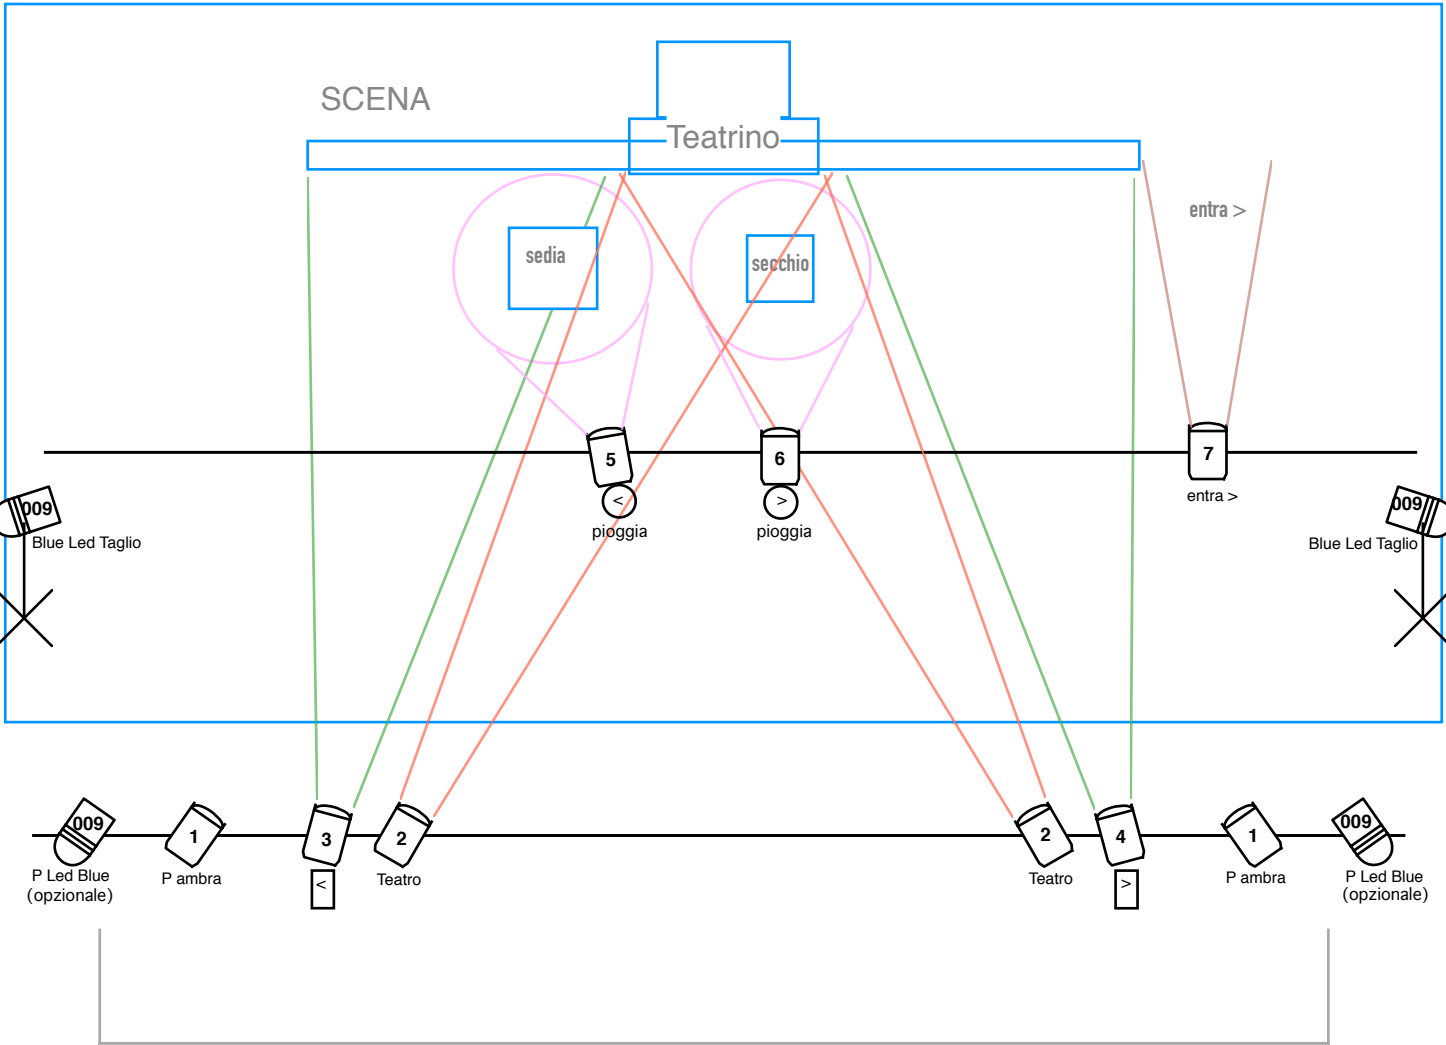 SCENA
Teatrino
entra >
sedia
secchio
5
6
7
<
>
entra >
pioggia
pioggia
009
009
Blue Led Taglio
Blue Led Taglio
009
1
3
2
2
4
1
009
P Led Blue
(opzionale)
P ambra
<
Teatro
Teatro
>
P ambra
P Led Blue
(opzionale)